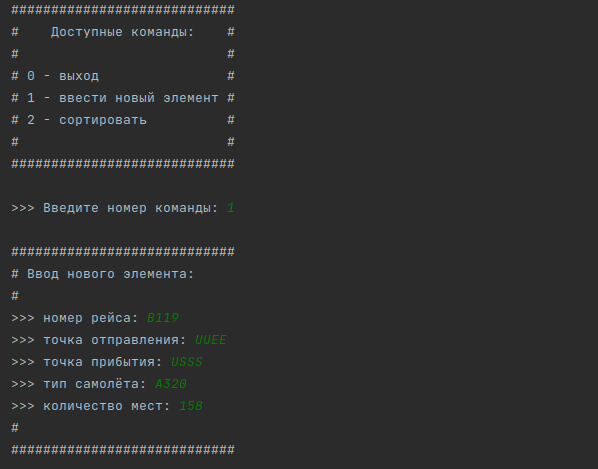 ############################
#    Доступные команды:    #
#                          #
# 0 - выход                #
# 1 - ввести новый элемент #
# 2 - сортировать          #
#                          #
############################
>>> Введите номер команды: 1
############################
# Ввод нового элемента:
#
>>> номер рейса: B119
>>> точка отправления: UUEE
>>> точка прибытия: USSS
>>> тип самолёта: A320
>>> количество мест: 158
#
############################